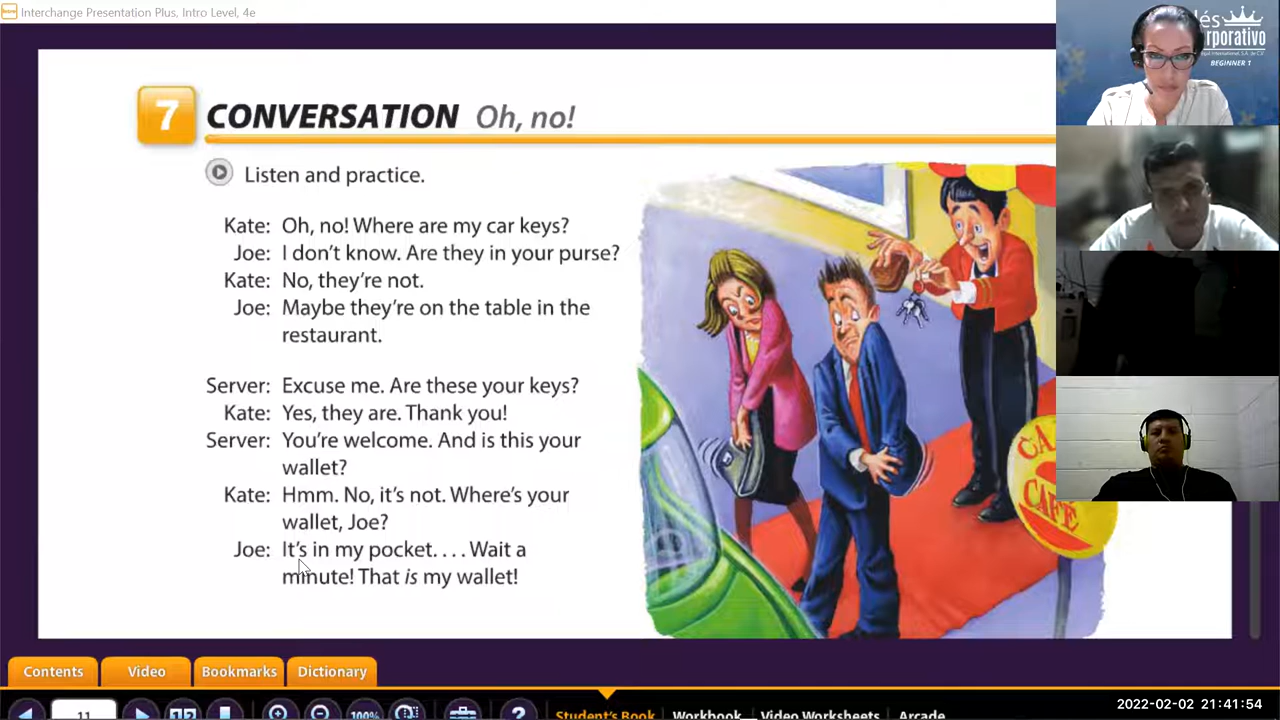 Interchange Presentation Plus, Intro Level, 4e
7 CONVERSATION Oh, no!
Listen and practice.
Kate: Oh, no! Where are my car keys?
Joe: I don't know. Are they in your purse?
Kate: No, they're not.
Joe: Maybe they're on the table in the
restaurant.
Server: Excuse me. Are these your keys?
Kate: Yes, they are. Thank you!
Server: You're welcome. And is this your
wallet?
Kate: Hmm. No, it's not. Where's your
wallet, Joe?
Joe: It's in my pocket. . . . Wait a
minute! That is my wallet!
CAFÉ
BEGINNER 1
Contents Video Bookmarks Dictionary
11 100% ? Student's Book Workbook Video Worksheets Arcade
2022-02-02 21:41:54